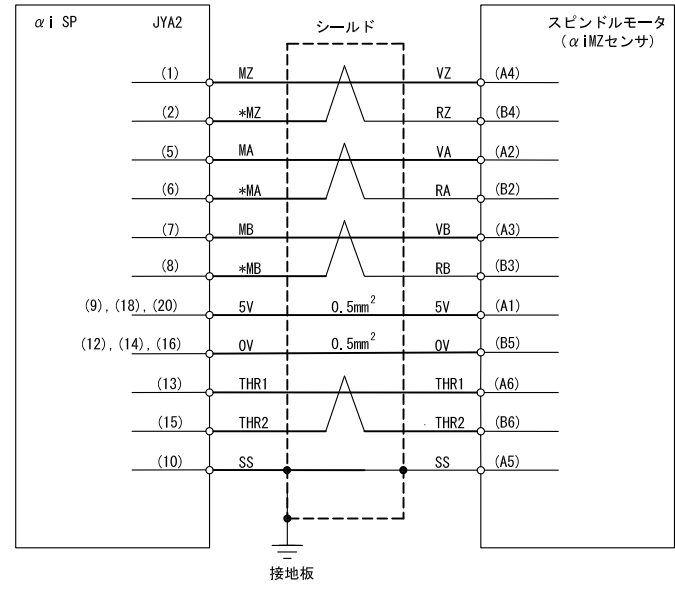 αi SP JYA2 シールド スピンドルモータ
(αiMZセンサ)
(1) MZ VZ (A4)
(2) *MZ RZ (B4)
(5) MA VA (A2)
(6) *MA RA (B2)
(7) MB VB (A3)
(8) *MB RB (B3)
(9), (18), (20) 5V 0.5mm² 5V (A1)
(12), (14), (16) 0V 0.5mm² 0V (B5)
(13) THR1 THR1 (A6)
(15) THR2 THR2 (B6)
(10) SS SS (A5)
接地板